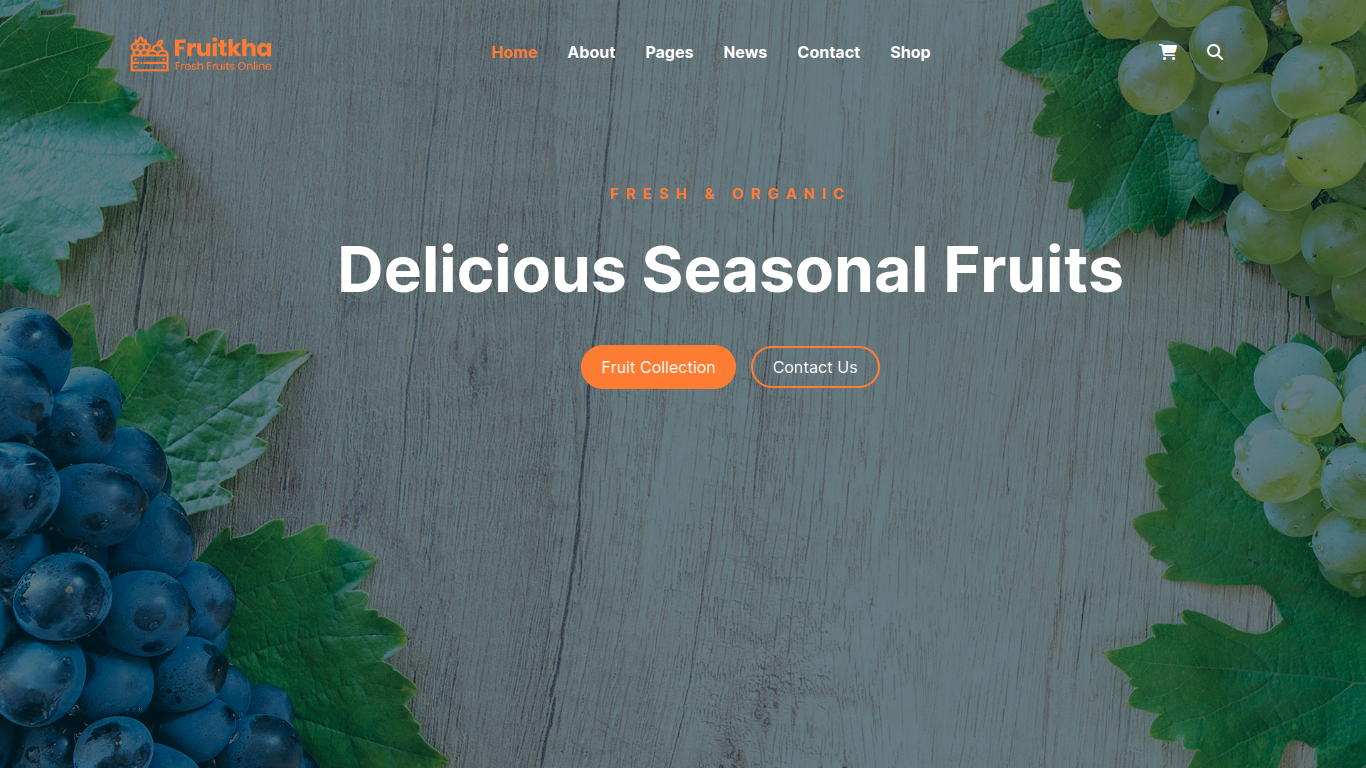 Fruitkha
Fresh Fruits Online
Home About Pages News Contact Shop
FRESH & ORGANIC
Delicious Seasonal Fruits
Fruit Collection Contact Us